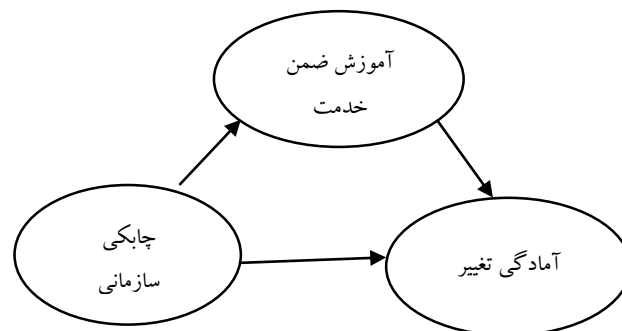 آموزش ضمن
خدمت
چابکی
سازمانی
آمادگی تغییر